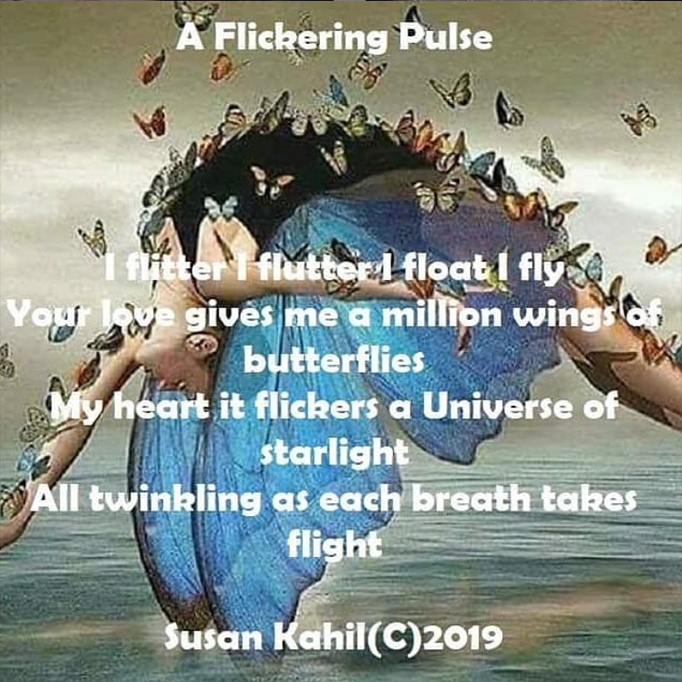 A Flickering Pulse
I flitter I flutter I float I fly
Your love gives me a million wings of
butterflies
My heart it flickers a Universe of
starlight
All twinkling as each breath takes
flight
Susan Kahil(C)2019